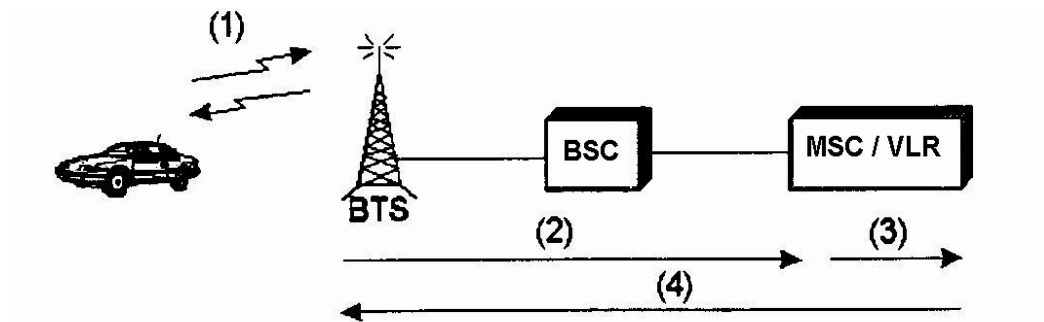 (1)
BSC
MSC / VLR
BTS
(2)
(3)
(4)